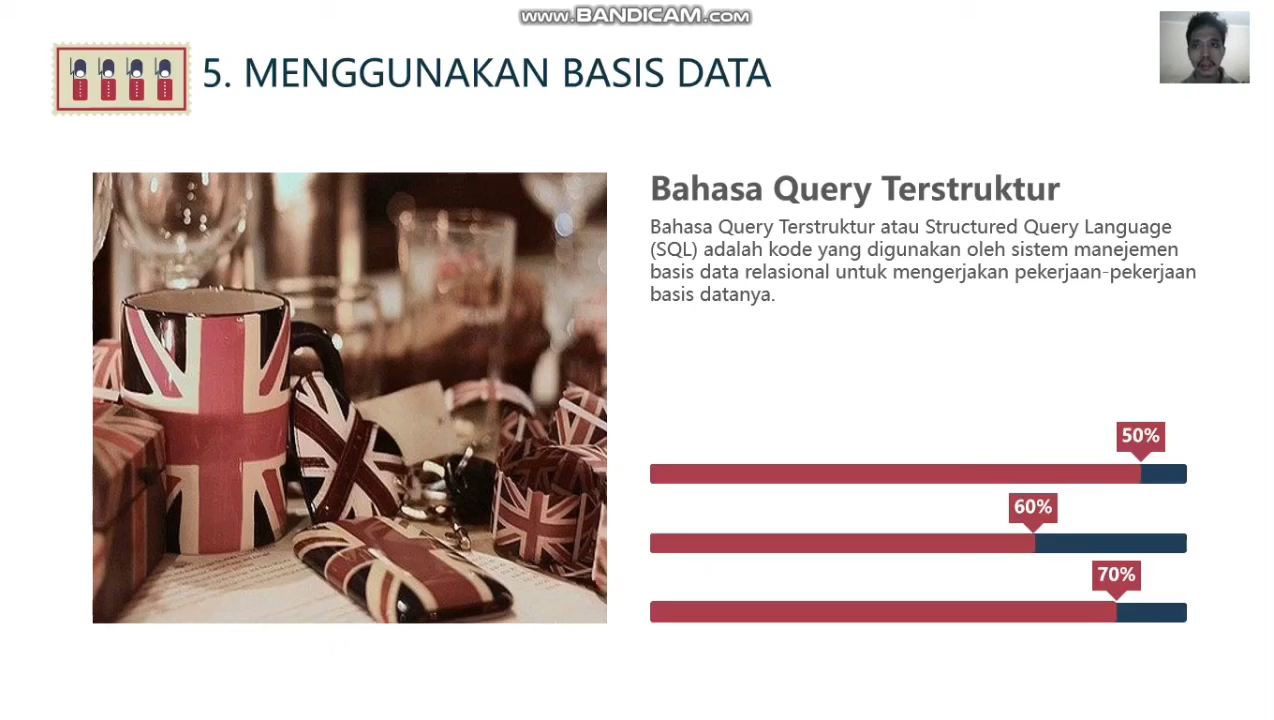 www.BANDICAM.com
5. MENGGUNAKAN BASIS DATA
Bahasa Query Terstruktur
Bahasa Query Terstruktur atau Structured Query Language
(SQL) adalah kode yang digunakan oleh sistem manejemen
basis data relasional untuk mengerjakan pekerjaan-pekerjaan
basis datanya.
50%
60%
70%